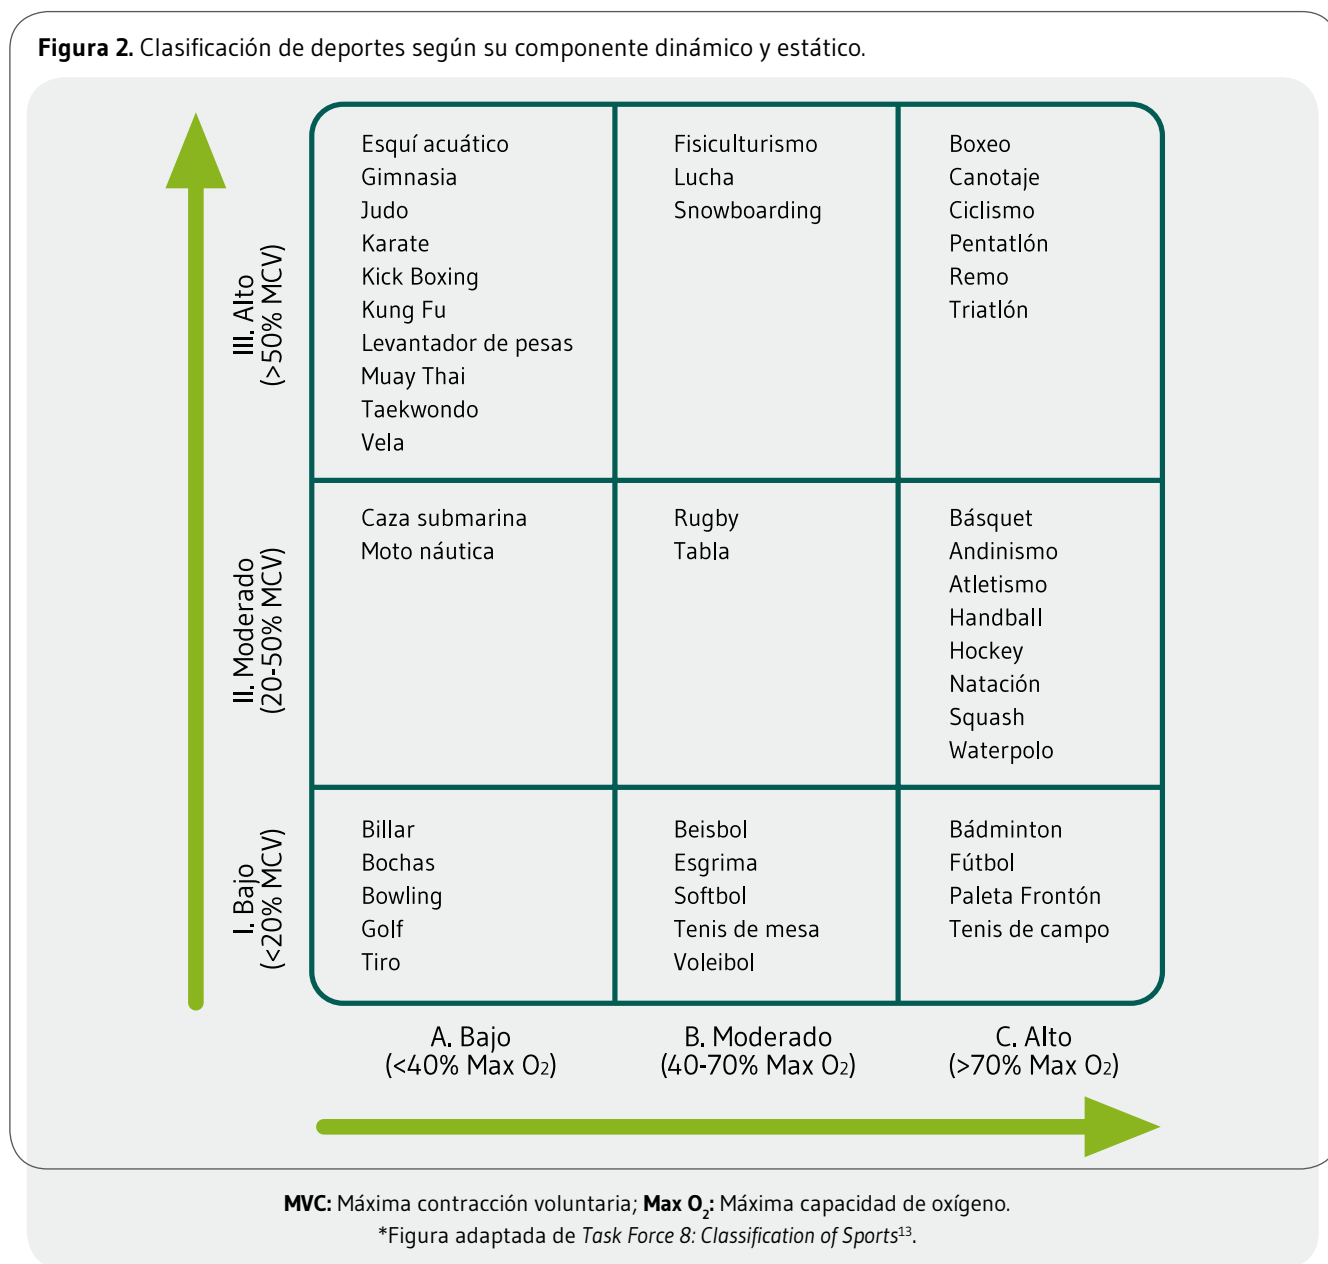 Figura 2. Clasificación de deportes según su componente dinámico y estático.
III. Alto
(>50% MCV)
Esquí acuático
Gimnasia
Judo
Karate
Kick Boxing
Kung Fu
Levantador de pesas
Muay Thai
Taekwondo
Vela
Fisiculturismo
Lucha
Snowboarding
Boxeo
Canotaje
Ciclismo
Pentatlón
Remo
Triatlón
II. Moderado
(20-50% MCV)
Caza submarina
Moto náutica
Rugby
Tabla
Básquet
Andinismo
Atletismo
Handball
Hockey
Natación
Squash
Waterpolo
I. Bajo
(<20% MCV)
Billar
Bochas
Bowling
Golf
Tiro
Beisbol
Esgrima
Softbol
Tenis de mesa
Voleibol
Bádminton
Fútbol
Paleta Frontón
Tenis de campo
A. Bajo
(<40% Max O₂)
B. Moderado
(40-70% Max O₂)
C. Alto
(>70% Max O₂)
MVC: Máxima contracción voluntaria; Max O₂: Máxima capacidad de oxígeno.
*Figura adaptada de Task Force 8: Classification of Sports¹³.